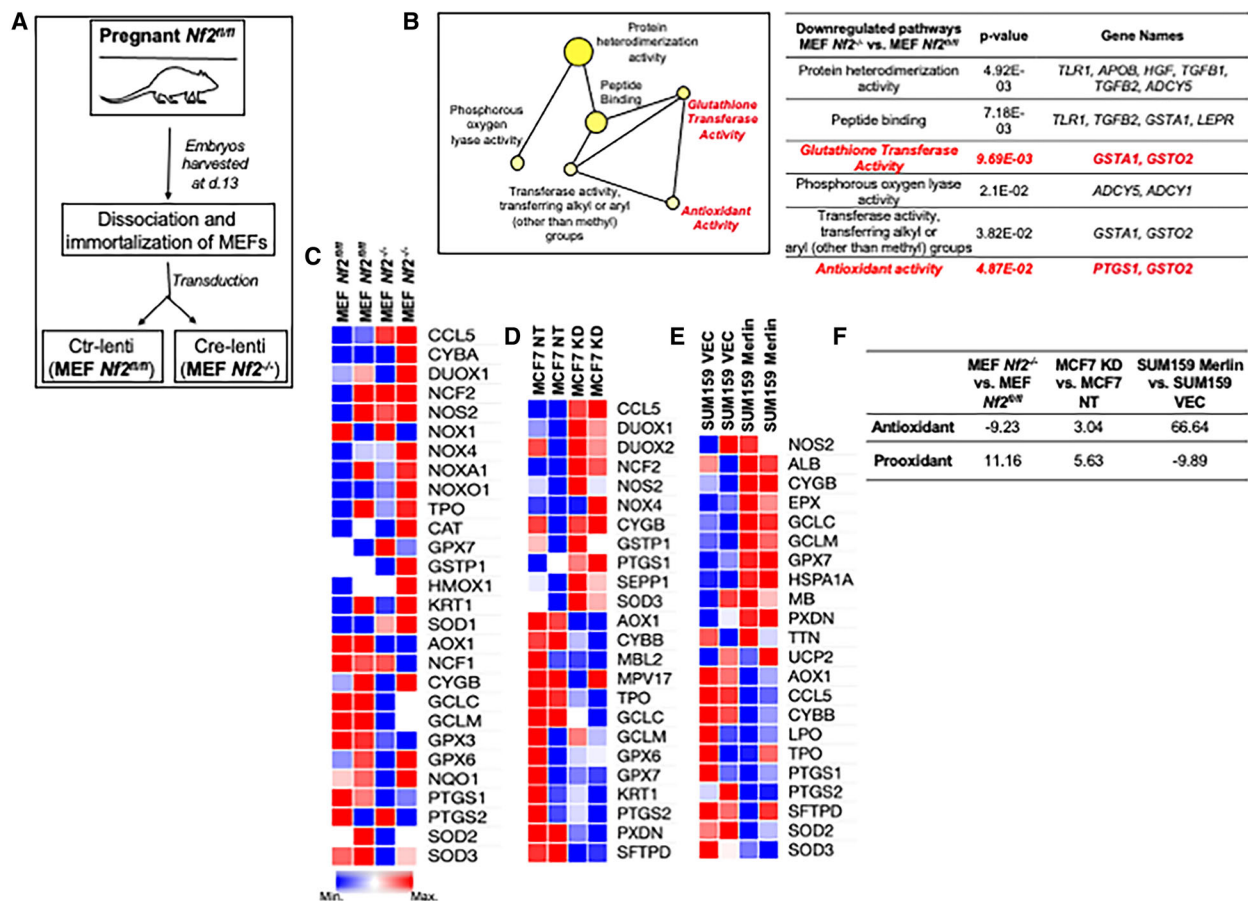 A
Pregnant Nf2fl/fl
Embryos
harvested
at d.13
Dissociation and
immortalization of MEFs
Transduction
Ctr-lenti
(MEF Nf2fl/fl)
Cre-lenti
(MEF Nf2-/-)
B
Protein
heterodimerization
activity
Peptide
Binding
Phosphorous
oxygen
lyase activity
Glutathione
Transferase
Activity
Transferase activity,
transferring alkyl or aryl
(other than methyl)
groups
Antioxidant
Activity
Downregulated pathways
MEF Nf2-/- vs. MEF Nf2fl/fl
p-value
Gene Names
Protein heterodimerization
activity
4.92E-
03
TLR1, APOB, HGF, TGFB1,
TGFB2, ADCY5
Peptide binding
7.18E-
03
TLR1, TGFB2, GSTA1, LEPR
Glutathione Transferase
Activity
9.69E-03
GSTA1, GSTO2
Phosphorous oxygen lyase
activity
2.1E-02
ADCY5, ADCY1
Transferase activity,
transferring alkyl or
aryl (other than methyl) groups
3.82E-02
GSTA1, GSTO2
Antioxidant activity
4.87E-02
PTGS1, GSTO2
C
MEF Nf2fl/fl
MEF Nf2fl/fl
MEF Nf2-/-
MEF Nf2-/-
CCL5
CYBA
DUOX1
NCF2
NOS2
NOX1
NOX4
NOXA1
NOXO1
TPO
CAT
GPX7
GSTP1
HMOX1
KRT1
SOD1
AOX1
NCF1
CYGB
GCLC
GCLM
GPX3
GPX6
NQO1
PTGS1
PTGS2
SOD2
SOD3
Min.
Max.
D
MCF7 NT
MCF7 NT
MCF7 KD
MCF7 KD
CCL5
DUOX1
DUOX2
NCF2
NOS2
NOX4
CYGB
GSTP1
PTGS1
SEPP1
SOD3
AOX1
CYBB
MBL2
MPV17
TPO
GCLC
GCLM
GPX6
GPX7
KRT1
PTGS2
PXDN
SFTPD
E
SUM159 VEC
SUM159 VEC
SUM159 Merlin
SUM159 Merlin
NOS2
ALB
CYGB
EPX
GCLC
GCLM
GPX7
HSPA1A
MB
PXDN
TTN
UCP2
AOX1
CCL5
CYBB
LPO
TPO
PTGS1
PTGS2
SFTPD
SOD2
SOD3
F
MEF Nf2-/-
vs. MEF
Nf2fl/fl
MCF7 KD
vs. MCF7
NT
SUM159 Merlin
vs. SUM159
VEC
Antioxidant
-9.23
3.04
66.64
Prooxidant
11.16
5.63
-9.89